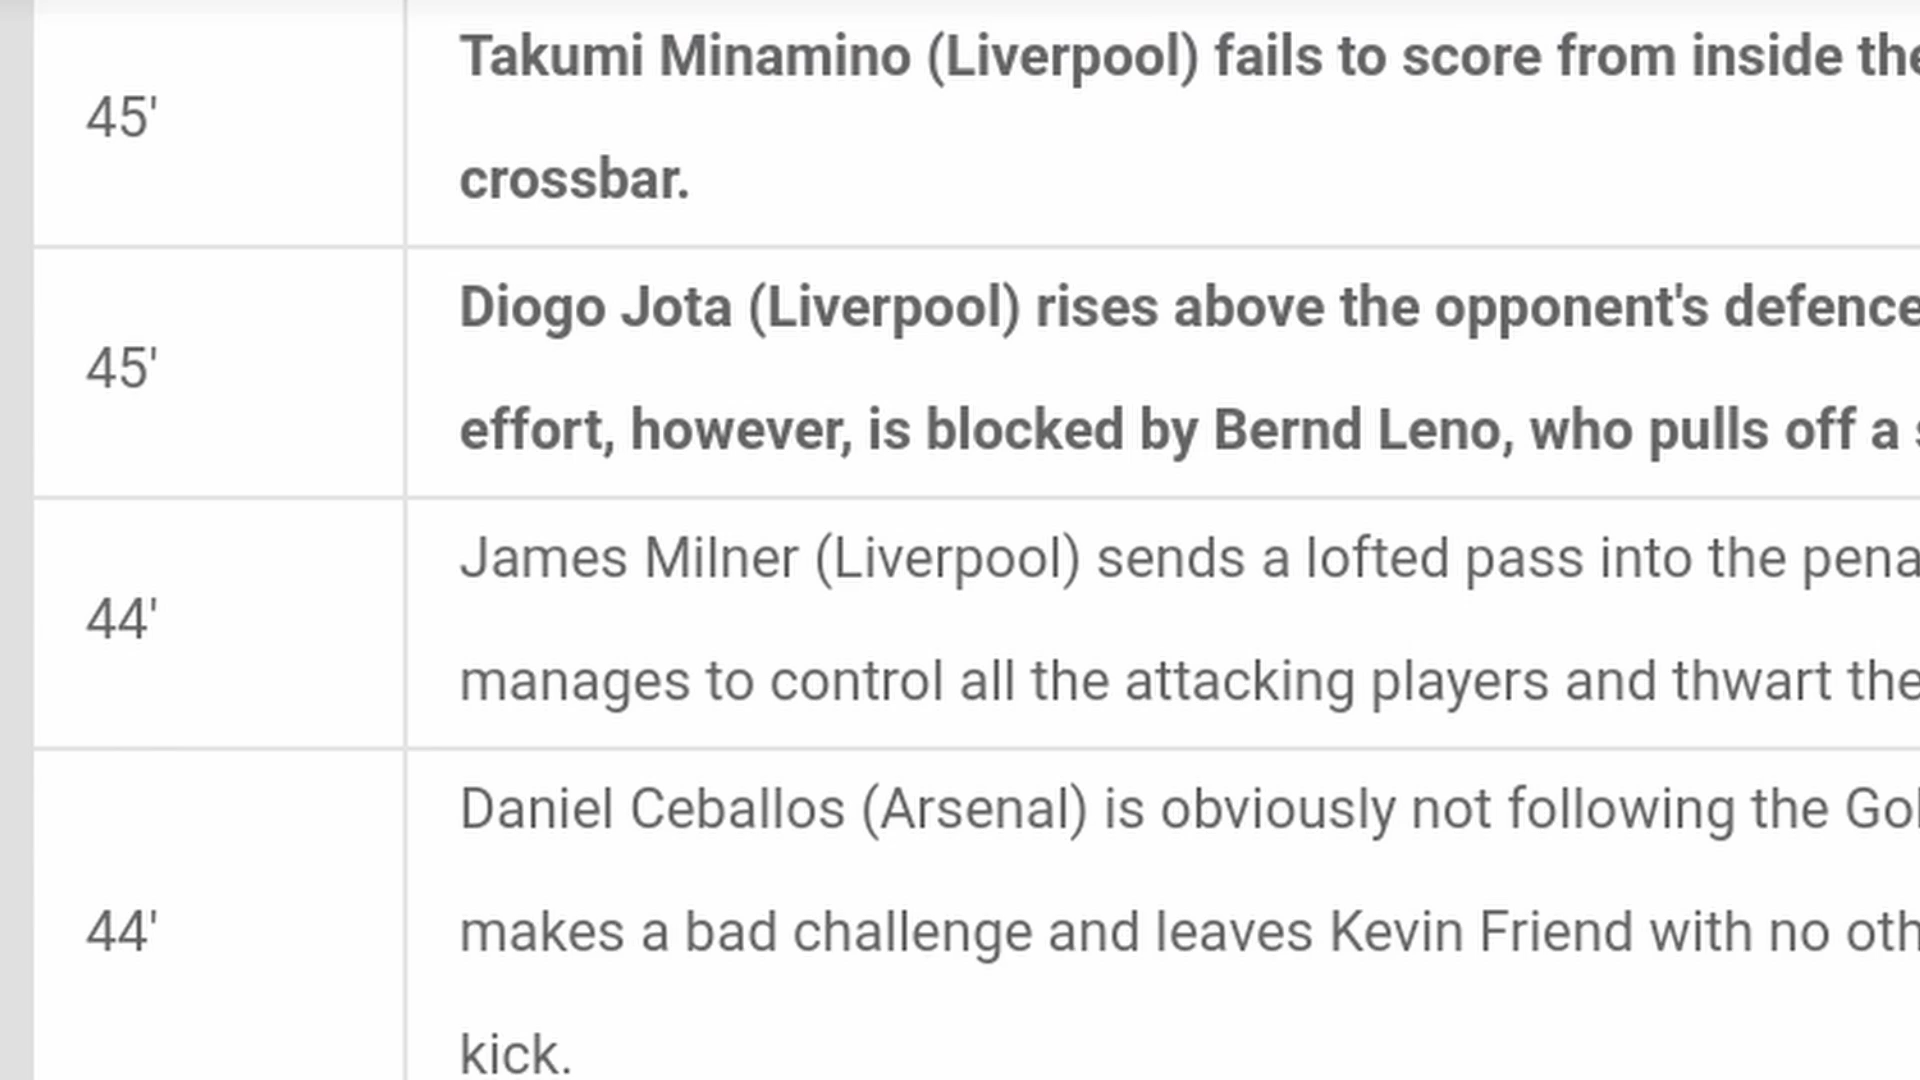 45'
Takumi Minamino (Liverpool) fails to score from inside the
crossbar.
45'
Diogo Jota (Liverpool) rises above the opponent's defence
effort, however, is blocked by Bernd Leno, who pulls off a
44'
James Milner (Liverpool) sends a lofted pass into the
manages to control all the attacking players and thwart the
44'
Daniel Ceballos (Arsenal) is obviously not following the
makes a bad challenge and leaves Kevin Friend with no
kick.